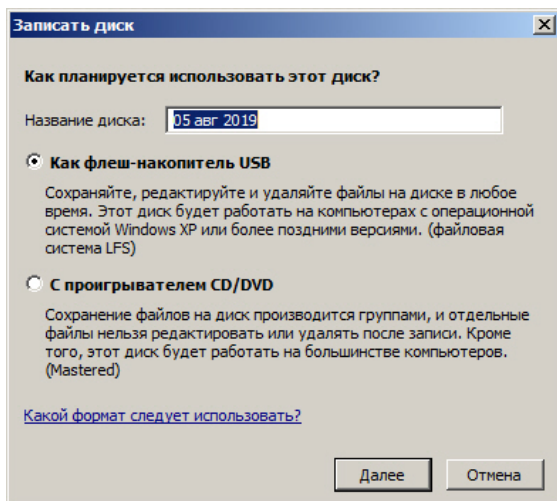 Записать диск
Как планируется использовать этот диск?
Название диска: 05 авг 2019
Как флеш-накопитель USB
Сохраняйте, редактируйте и удаляйте файлы на диске в любое
время. Этот диск будет работать на компьютерах с операционной
системой Windows XP или более поздними версиями. (файловая
система LFS)
С проигрывателем CD/DVD
Сохранение файлов на диск производится группами, и отдельные
файлы нельзя редактировать или удалять после записи. Кроме
того, этот диск будет работать на большинстве компьютеров.
(Mastered)
Какой формат следует использовать?
Далее Отмена